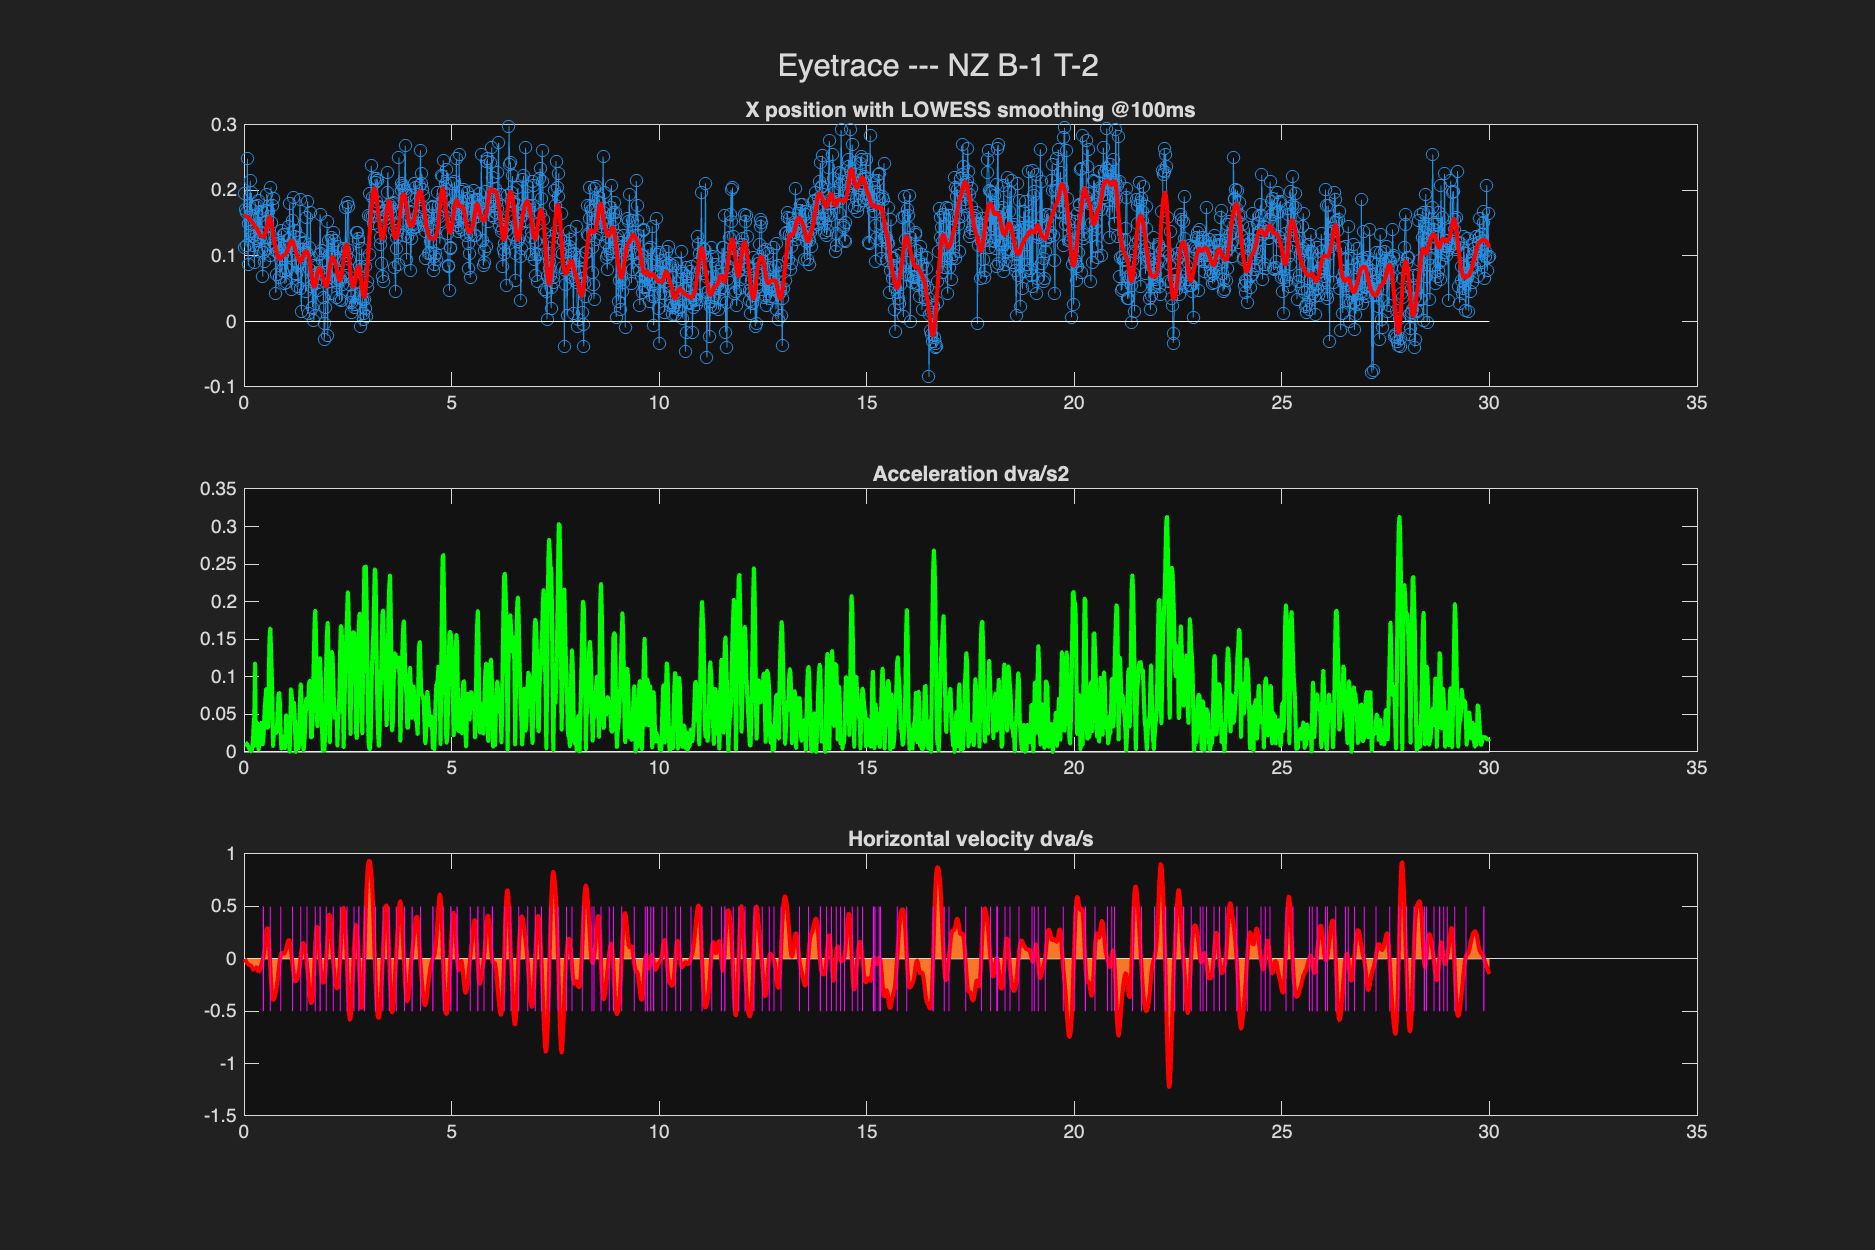 Eyetrace --- NZ B-1 T-2
X position with LOWESS smoothing @100ms
0.3
0.2
0.1
0
-0.1
0 5 10 15 20 25 30 35
Acceleration dva/s2
0.35
0.3
0.25
0.2
0.15
0.1
0.05
0
0 5 10 15 20 25 30 35
Horizontal velocity dva/s
1
0.5
0
-0.5
-1
-1.5
0 5 10 15 20 25 30 35